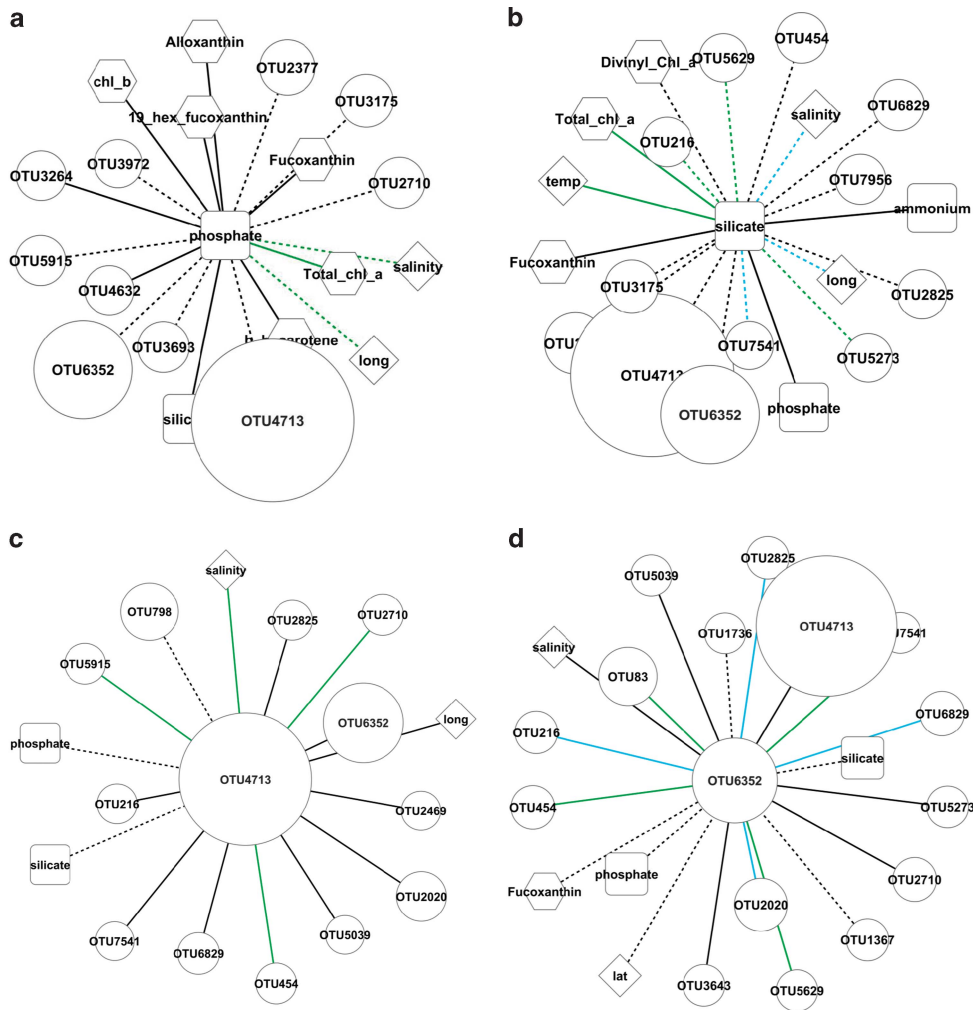 a
Alloxanthin
OTU2377
chl_b
19_hex_fucoxanthin
OTU3175
Fucoxanthin
OTU3972
OTU3264
OTU2710
phosphate
OTU5915
Total_chl_a
salinity
OTU4632
OTU3693
long
OTU6352
silic
OTU4713
b
OTU454
Divinyl_Chl_a
OTU5629
Total_chl_a
salinity
OTU6829
OTU216
temp
OTU7956
ammonium
silicate
Fucoxanthin
long
OTU3175
OTU2825
OTU7541
OTU5273
OTU4713
phosphate
OTU6352
c
salinity
OTU798
OTU2825
OTU2710
OTU5915
OTU6352
long
phosphate
OTU4713
OTU216
OTU2469
silicate
OTU2020
OTU7541
OTU6829
OTU5039
OTU454
d
OTU2825
OTU5039
OTU4713
OTU1736
7541
salinity
OTU83
OTU6829
OTU216
silicate
OTU6352
OTU454
OTU5273
Fucoxanthin
phosphate
OTU2710
OTU2020
OTU1367
lat
OTU3643
OTU5629